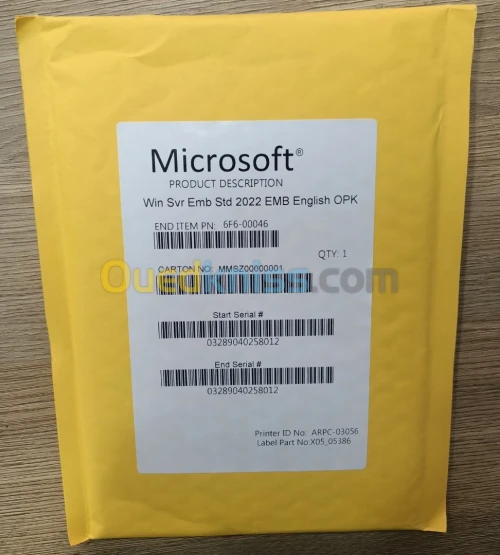 Microsoft®
PRODUCT DESCRIPTION
Win Svr Emb Std 2022 EMB English OPK
END ITEM PN: 6F6-00046
QTY: 1
CARTON NO: MMSZ00000001
Ouedkniss.com
Start Serial #
03289040258012
End Serial #
03289040258012
Printer ID No: ARPC-03056
Label Part No:X05_05386